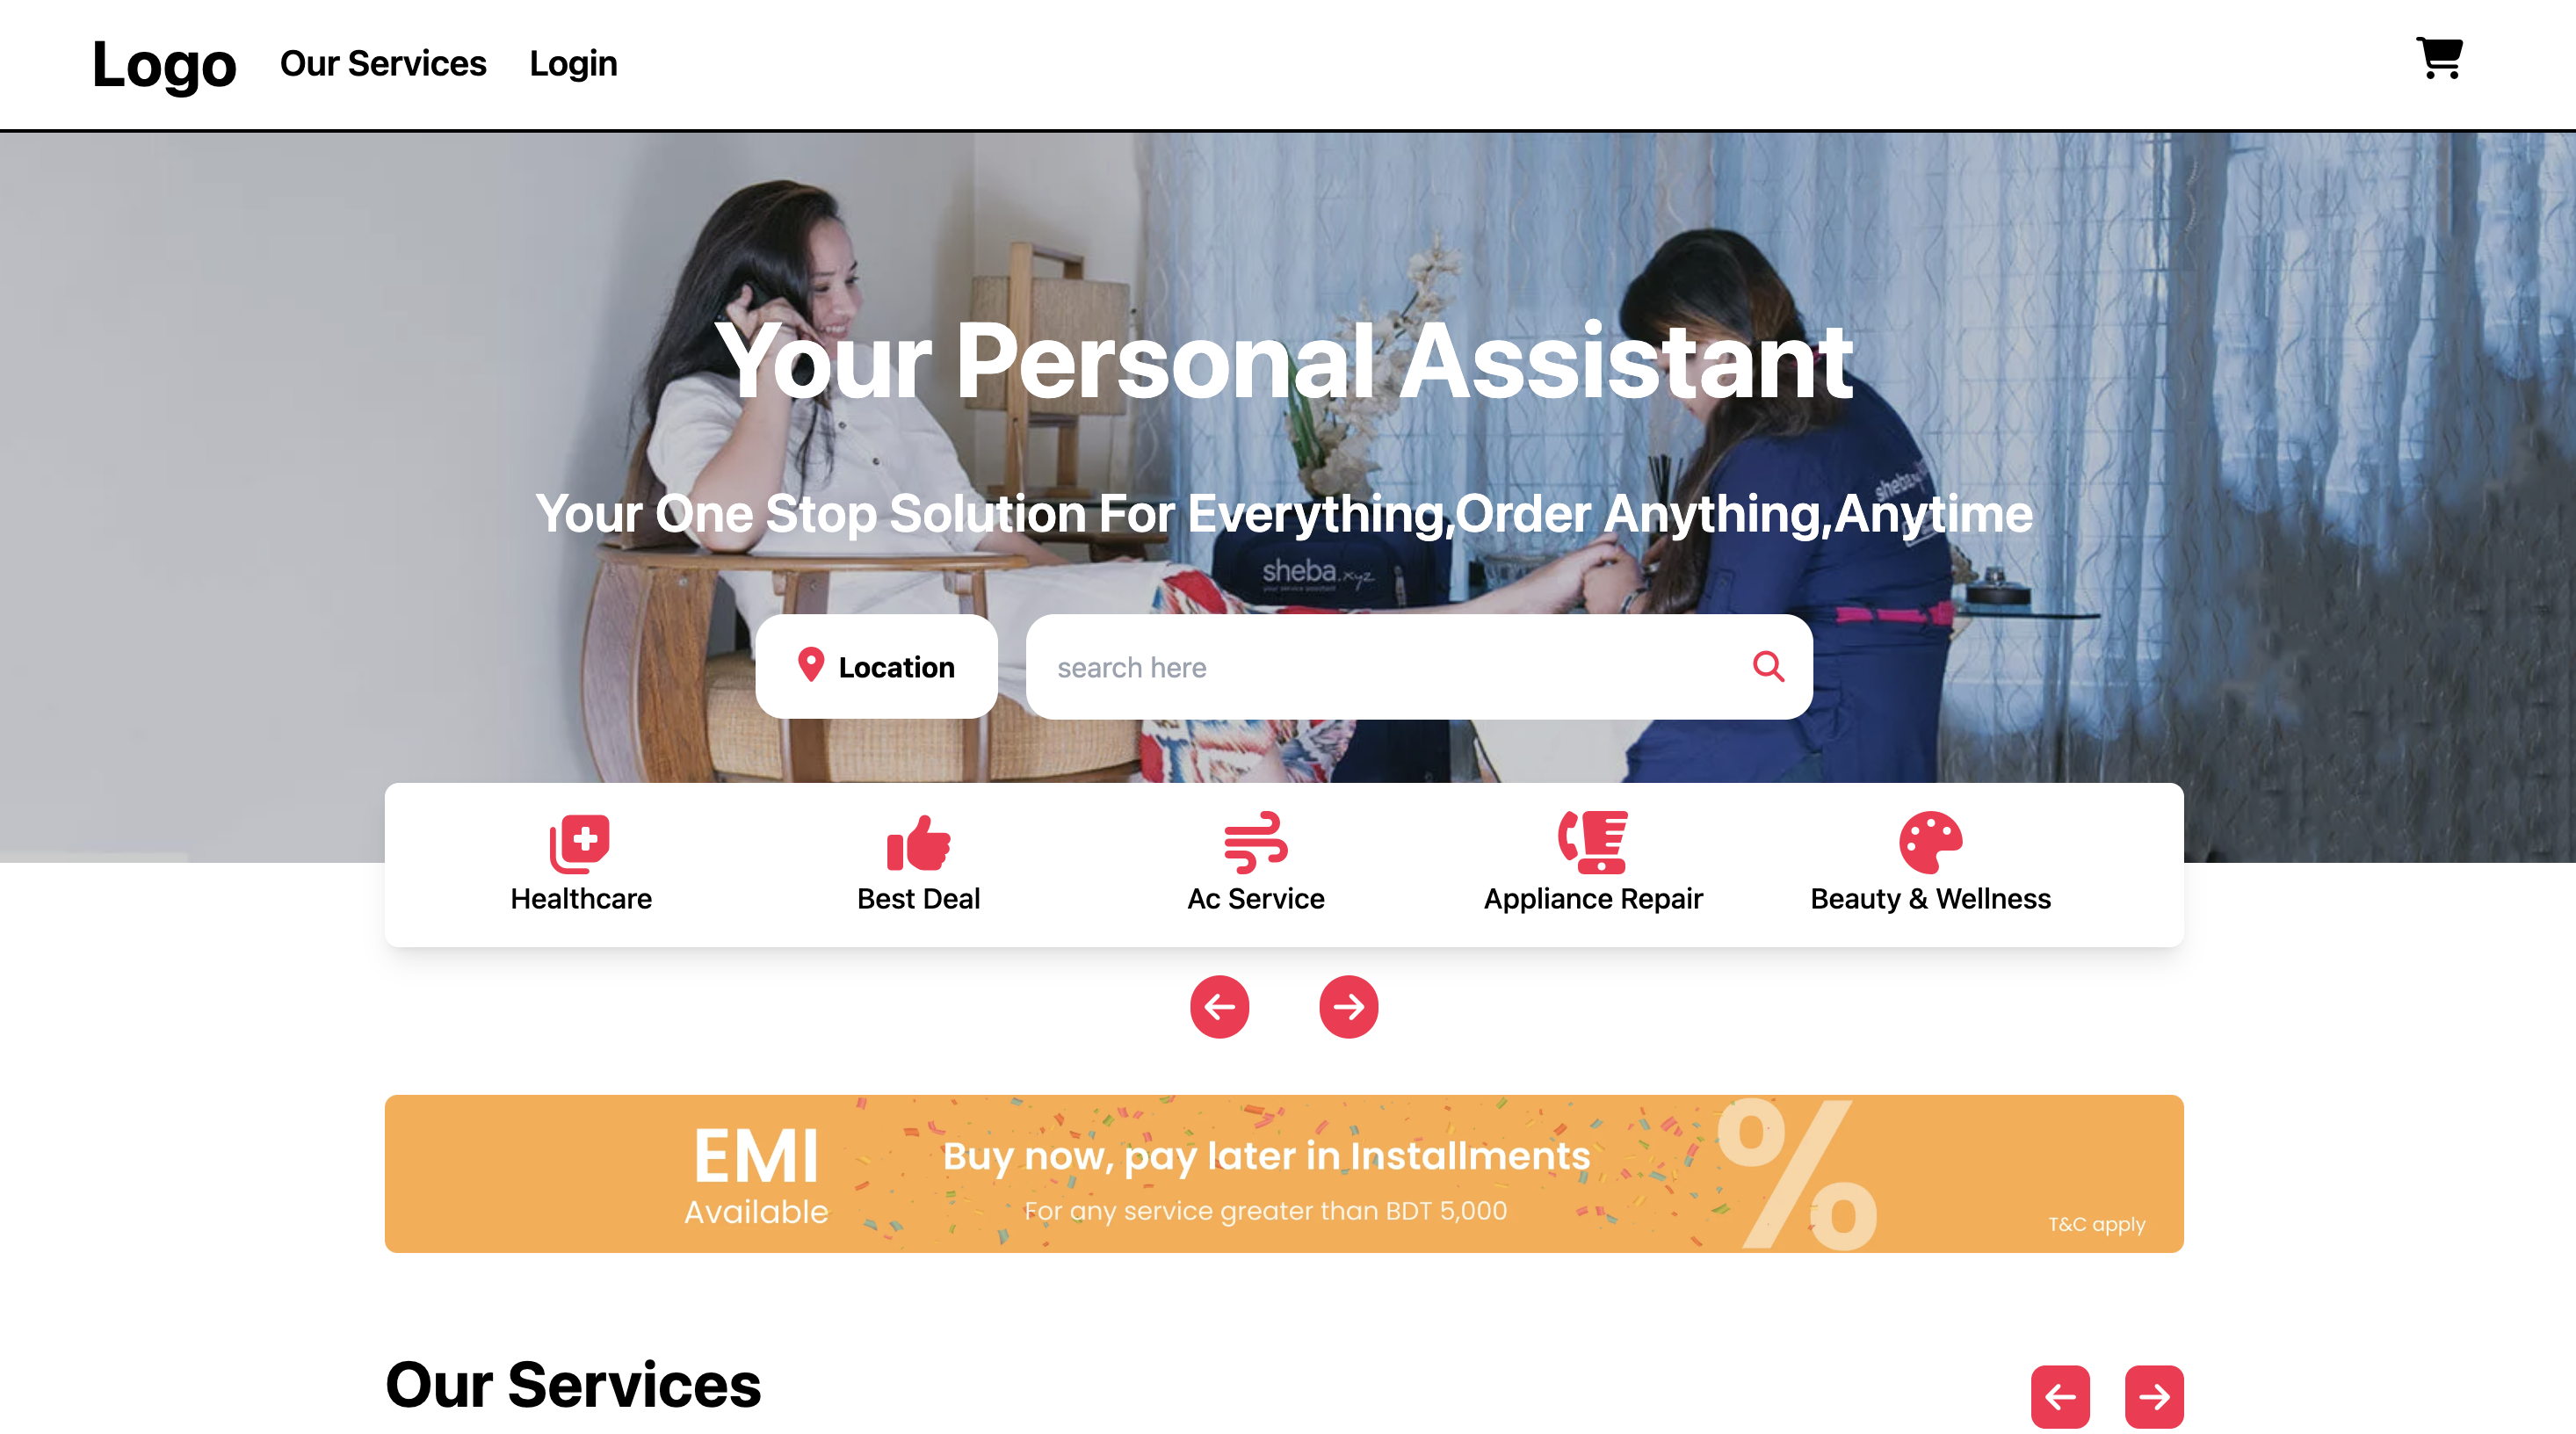 Logo
Our Services
Login
Your Personal Assistant
Your One Stop Solution For Everything,Order Anything,Anytime
sheba.xyz
Location
search here
Healthcare
Best Deal
Ac Service
Appliance Repair
Beauty & Wellness
EMI
Available
Buy now, pay later in Installments
For any service greater than BDT 5,000
%
T&C apply
Our Services